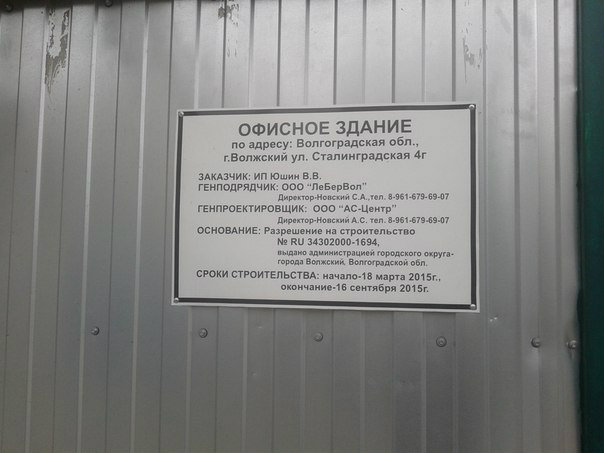 ОФИСНОЕ ЗДАНИЕ
по адресу: Волгоградская обл.,
г.Волжский ул. Сталинградская 4г
ЗАКАЗЧИК: ИП Юшин В.В.
ГЕНПОДРЯДЧИК: ООО "ЛеБерВол"
Директор-Новский С.А.,тел. 8-961-679-69-07
ГЕНПРОЕКТИРОВЩИК: ООО "АС-Центр"
Директор-Новский А.С. тел. 8-961-679-69-07
ОСНОВАНИЕ: Разрешение на строительство
№ RU 34302000-1694,
выдано администрацией городского округа-
города Волжский, Волгоградской обл.
СРОКИ СТРОИТЕЛЬСТВА: начало-18 марта 2015г.,
окончание-16 сентября 2015г.